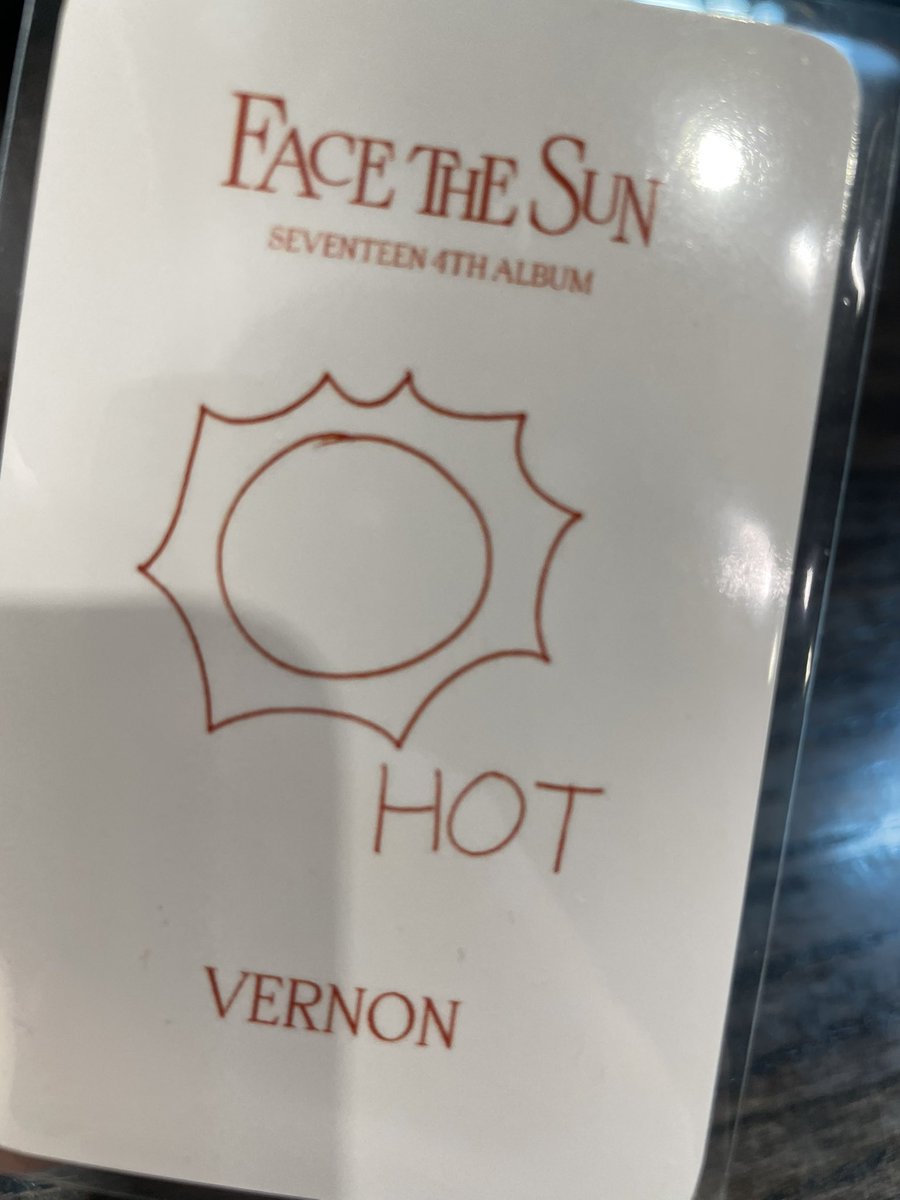 FACE THE SUN
SEVENTEEN 4TH ALBUM
HOT
VERNON